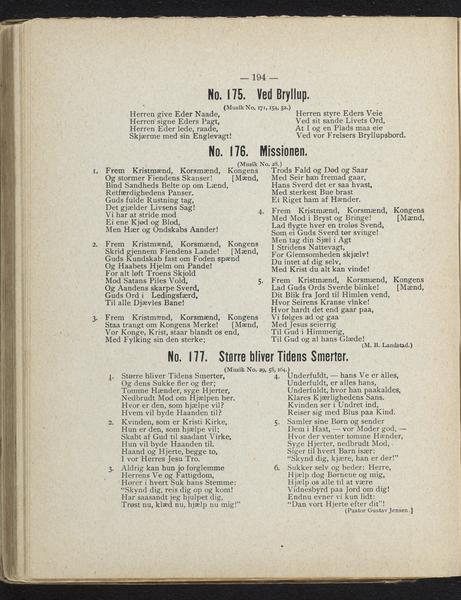 — 194 —
No. 175. Ved Bryllup.
(Musik No. 171, 154, 52.)
Herren give Eder Naade,
Herren signe Eders Pagt,
Herren Eder lede, raade,
Skjærme med sin Englevagt!
Herren styre Eders Veie
Ved sit sande Livets Ord,
At I og en Plads maa eie
Ved vor Frelsers Bryllupsbord.
No. 176. Missionen.
(Musik No. 28.)
1. Frem Kristmænd, Korsmænd, Kongens
Og stormer Fiendens Skanser! [Mænd,
Bind Sandheds Belte op om Lænd,
Retfærdighedens Panser.
Guds fulde Rustning tag,
Det gjælder Livsens Sag!
Vi har at stride mod
Ei ene Kjød og Blod,
Men Hær og Ondskabs Aander!
2. Frem Kristmænd, Korsmænd, Kongens
Skrid gjennem Fiendens Lande! [Mænd,
Guds Kundskab fast om Foden spænd
Og Haabets Hjelm om Pande!
For alt løft Troens Skjold
Mod Satans Piles Vold,
Og Aandens skarpe Sverd,
Guds Ord i Ledingsfærd,
Til alle Djævles Bane!
3. Frem Kristmænd, Korsmænd, Kongens
Staa traugt om Kongens Merke! [Mænd,
Vor Konge, Krist, staar blandt os end,
Med Fylking sin den sterke;
Trods Fald og Død og Saar
Med Seir han fremad gaar,
Hans Sverd det er saa hvast,
Med sterkest Bue brast
Ei Riget ham af Hænder.
4. Frem Kristmænd, Korsmænd, Kongens
Med Mod i Bryst og Bringe! [Mænd,
Lad flygte hver en troløs Svend,
Som ei Guds Sverd tør svinge!
Men tag din Sjæl i Agt
I Stridens Nattevagt,
For Glemsomheden skjælv!
Du intet af dig selv,
Med Krist du alt kan vinde!
5. Frem Kristmænd, Korsmænd, Kongens
Lad Guds Ords Sverde blinke! [Mænd,
Dit Blik fra Jord til Himlen vend,
Hvor Seirens Kranse vinke!
Hvor hardt det end gaar paa,
Vi følges ad og gaa
Med Jesus seierrig
Til Gud i Himmerig,
Til Gud og al hans Glæde!
(M. B. Landstad.)
No. 177. Større bliver Tidens Smerter.
(Musik No. 29, 58, 164.)
1. Større bliver Tidens Smerter,
Og dens Sukke fler og fler;
Tomme Hænder, syge Hjerter,
Nedbrudt Mod om Hjælpen ber.
Hvor er den, som hjælpe vil?
Hvem vil byde Haanden til?
2. Kvinden, som er Kristi Kirke,
Hun er den, som hjælpe vil;
Skabt af Gud til saadant Virke,
Hun vil byde Haanden til.
Haand og Hjerte, begge to,
I vor Herres Jesu Tro.
3. Aldrig kan hun jo forglemme
Herrens Ve og Fattigdom,
Hører i hvert Suk hans Stemme:
“Skynd dig, reis dig op og kom!
Har saasandt jeg hjulpet dig,
Trøst nu, klæd nu, hjælp nu mig!”
4. Underfuldt, — hans Ve er alles,
Underfuldt, er alles hans,
Underfuldt, hvor han paakaldes,
Klares Kjærlighedens Sans.
Kvinden ser i Undret ind,
Reiser sig med Blus paa Kind.
5. Samler sine Børn og sender
Dem i Hast, — vor Moder god, —
Hvor der venter tomme Hænder,
Syge Hjerter, nedbrudt Mod,
Siger til hvert Barn især:
“Skynd dig, kjære, han er der!”
6. Sukker selv og beder: Herre,
Hjælp dog Børnene og mig,
Hjælp os alle til at være
Vidnesbyrd paa Jord om dig!
Endnu evner vi kun lidt:
“Dan vort Hjerte efter dit”!
(Pastor Gustav Jensen.]